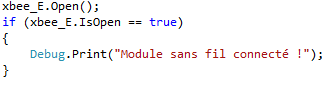 xbee_E.Open();
if (xbee_E.IsOpen == true)
{
    Debug.Print("Module sans fil connecté !");
}